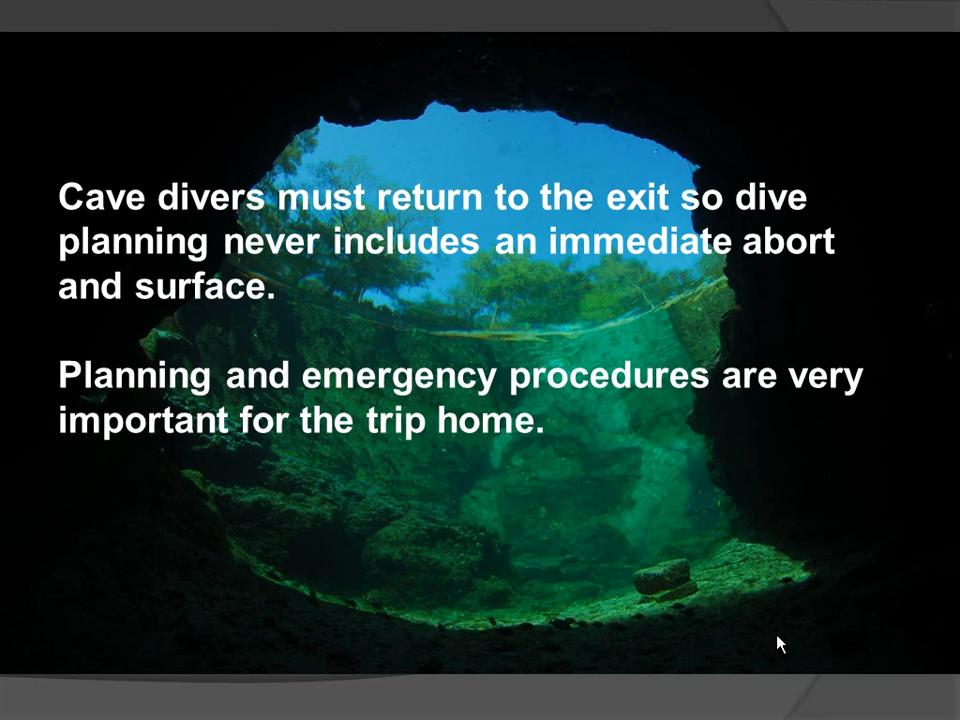 Cave divers must return to the exit so dive
planning never includes an immediate abort
and surface.
Planning and emergency procedures are very
important for the trip home.